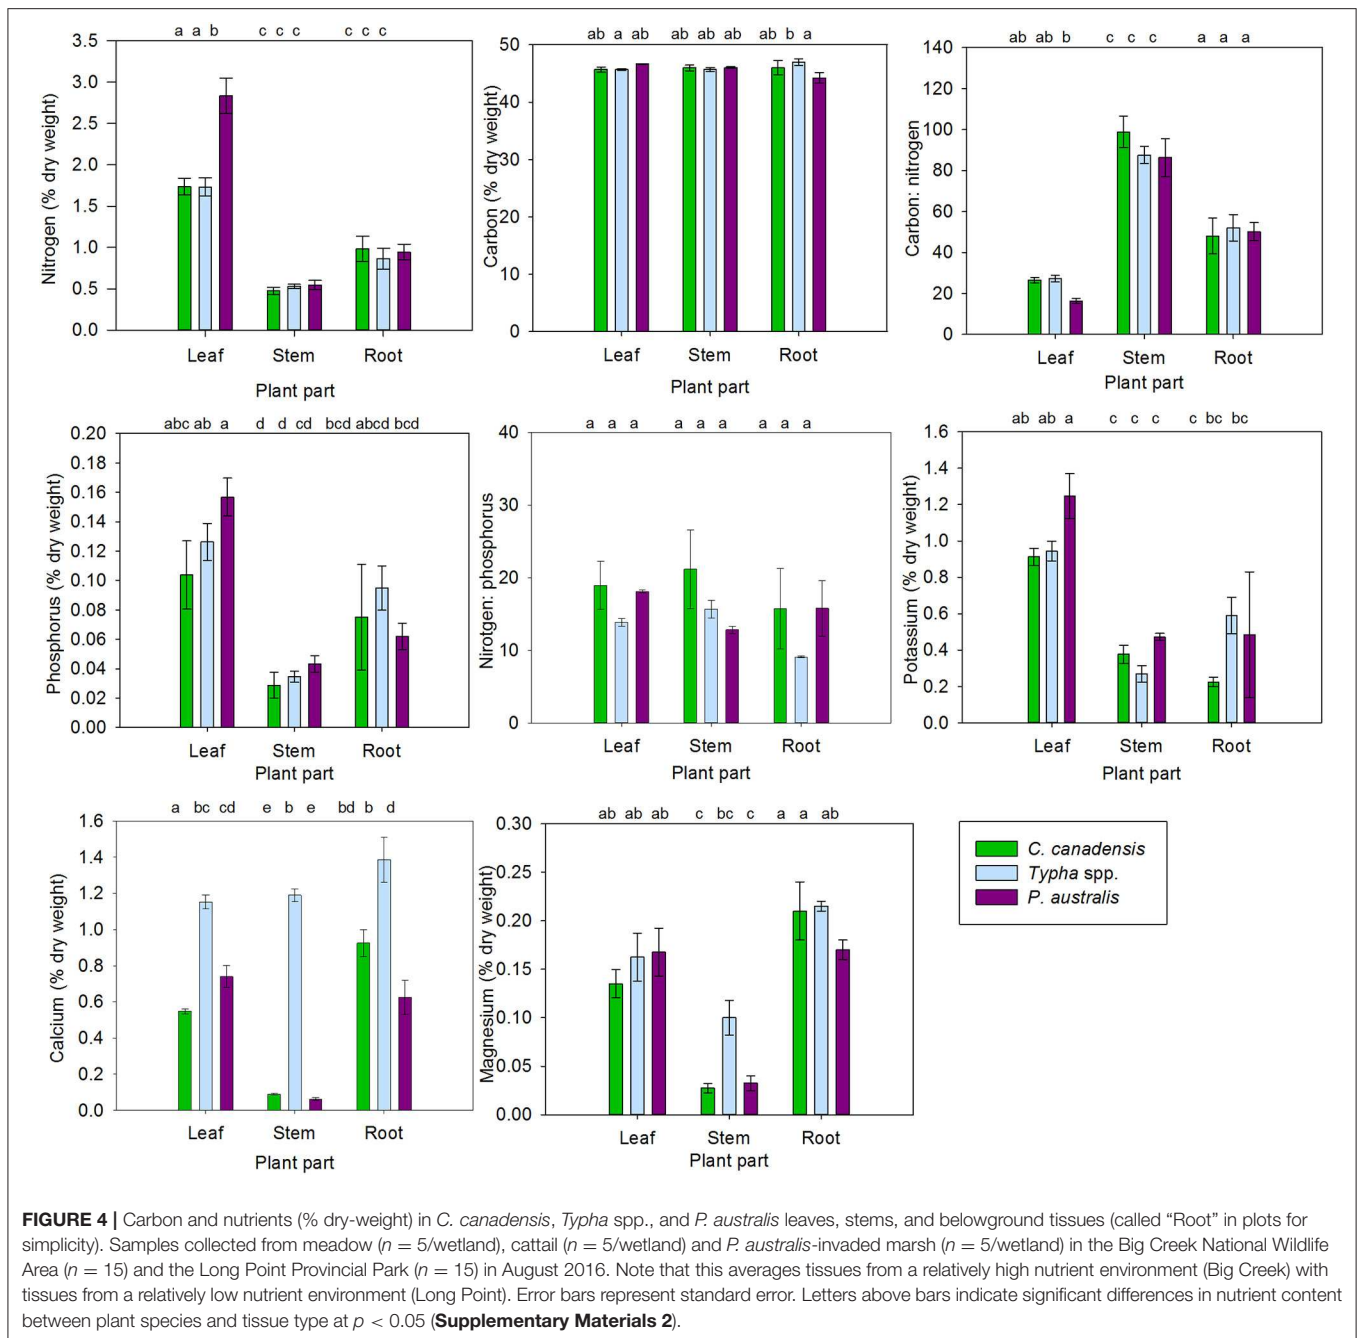 a a b c c c c c c
3.5
3.0
2.5
2.0
1.5
1.0
0.5
0.0
Nitrogen (% dry weight)
Leaf Stem Root
Plant part
ab a ab ab ab ab ab b a
50
40
30
20
10
0
Carbon (% dry weight)
Leaf Stem Root
Plant part
ab ab b c c c a a a
140
120
100
80
60
40
20
0
Carbon: nitrogen
Leaf Stem Root
Plant part
abc ab a d d cd bcd abcd bcd
0.20
0.18
0.16
0.14
0.12
0.10
0.08
0.06
0.04
0.02
0.00
Phosphorus (% dry weight)
Leaf Stem Root
Plant part
a a a a a a a a a
40
30
20
10
0
Nirotgen: phosphorus
Leaf Stem Root
Plant part
ab ab a c c c c bc bc
1.6
1.4
1.2
1.0
0.8
0.6
0.4
0.2
0.0
Potassium (% dry weight)
Leaf Stem Root
Plant part
a bc cd e b e bd b d
1.6
1.4
1.2
1.0
0.8
0.6
0.4
0.2
0.0
Calcium (% dry weight)
Leaf Stem Root
Plant part
ab ab ab c bc c a a ab
0.30
0.25
0.20
0.15
0.10
0.05
0.00
Magnesium (% dry weight)
Leaf Stem Root
Plant part
C. canadensis
Typha spp.
P. australis
FIGURE 4 | Carbon and nutrients (% dry-weight) in C. canadensis, Typha spp., and P. australis leaves, stems, and belowground tissues (called “Root” in plots for
simplicity). Samples collected from meadow (n = 5/wetland), cattail (n = 5/wetland) and P. australis-invaded marsh (n = 5/wetland) in the Big Creek National Wildlife
Area (n = 15) and the Long Point Provincial Park (n = 15) in August 2016. Note that this averages tissues from a relatively high nutrient environment (Big Creek) with
tissues from a relatively low nutrient environment (Long Point). Error bars represent standard error. Letters above bars indicate significant differences in nutrient content
between plant species and tissue type at p < 0.05 (Supplementary Materials 2).